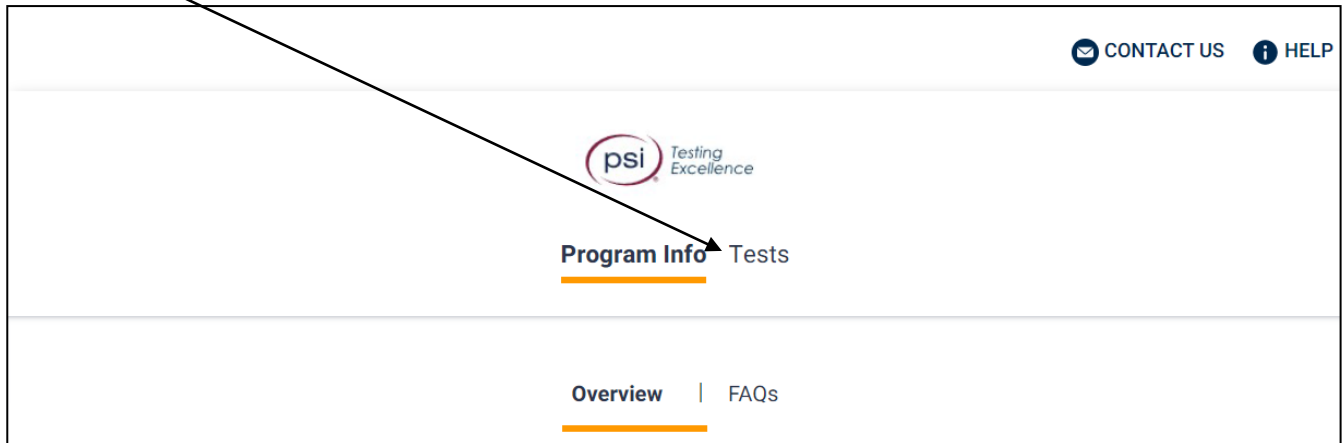 CONTACT US HELP
psi Testing
Excellence
Program Info Tests
Overview | FAQs